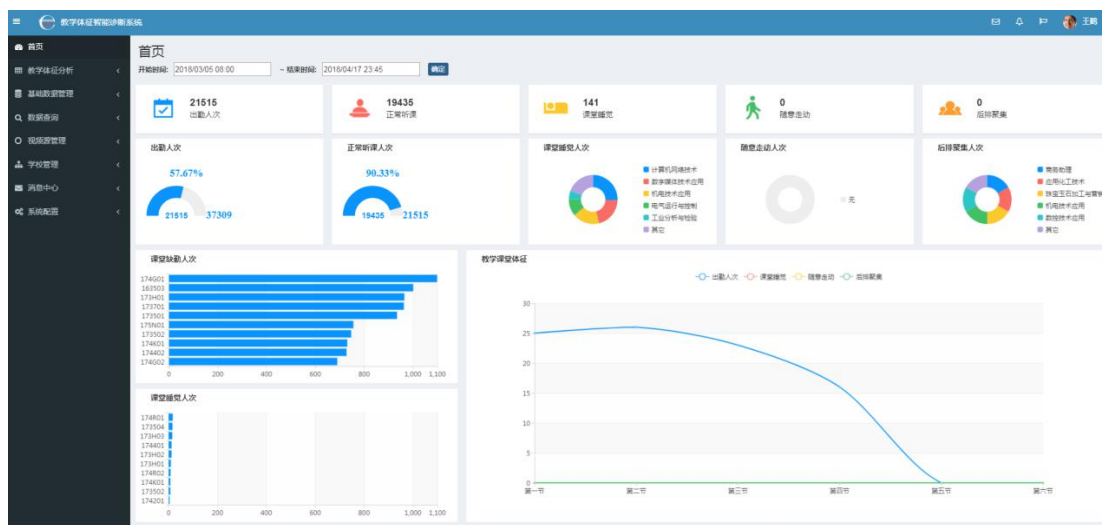 教学体征智能诊断系统
王鸥
首页
教学体征分析
基础数据管理
数据查询
视频源管理
学校管理
消息中心
系统配置
首页
开始时间: 2018/03/05 08:00 ~ 结束时间: 2018/04/17 23:45 确定
21515
出勤人次
19435
正常听课
141
课堂睡觉
0
随意走动
0
后排聚集
出勤人次
57.67%
21515 37309
正常听课人次
90.33%
19435 21515
课堂睡觉人次
计算机网络技术
数字媒体技术应用
机电技术应用
电气运行与控制
工业分析与检验
其它
随意走动人次
无
后排聚集人次
商务助理
应用化工技术
珠宝玉石加工与营销
机电技术应用
数控技术应用
其它
课堂缺勤人次
174G01
163503
173H01
173701
173501
175N01
173502
174K01
174402
174G02
0 200 400 600 800 1,000 1,100
课堂睡觉人次
174R01
173504
173H03
174401
173H02
173H01
174R02
174K01
173502
174201
0 200 400 600 800 1,000 1,100
教学课堂体征
出勤人次 课堂睡觉 随意走动 后排聚集
30
25
20
15
10
5
0
第一节 第二节 第三节 第四节 第五节 第六节